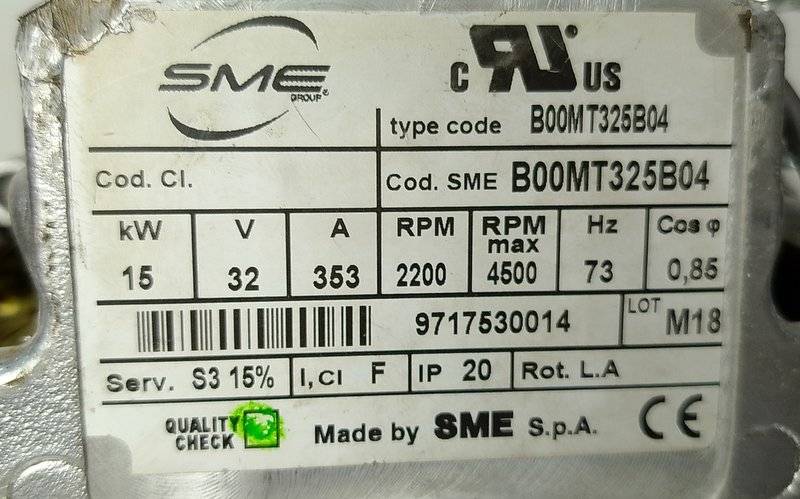 SME
GROUP®
C UR® US
type code B00MT325B04
Cod. Cl.
Cod. SME B00MT325B04
kW V A RPM RPM max Hz Cos φ
15 32 353 2200 4500 73 0,85
9717530014 LOT M18
Serv. S3 15% I,Cl F IP 20 Rot. L.A
QUALITY
CHECK
Made by SME S.p.A. CE